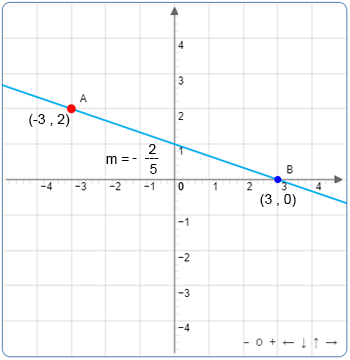 4
3
A
2
(-3 , 2)
1
m = - 2/5
B
-4 -3 -2 -1 0 1 2 3 4
(3 , 0)
-1
-2
-3
-4
- o + ← ↓ ↑ →